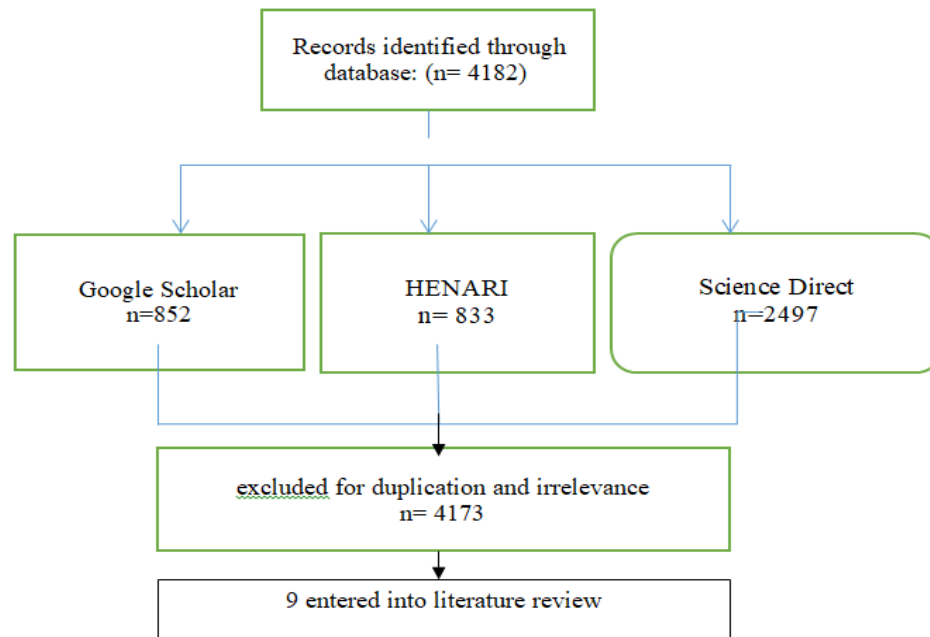 Records identified through
database: (n= 4182)
Google Scholar
n=852
HENARI
n= 833
Science Direct
n=2497
excluded for duplication and irrelevance
n= 4173
9 entered into literature review